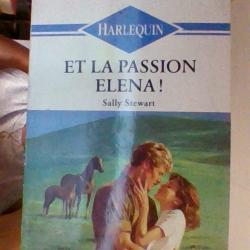 HARLEQUIN
ET LA PASSION
ELENA!
Sally Stewart